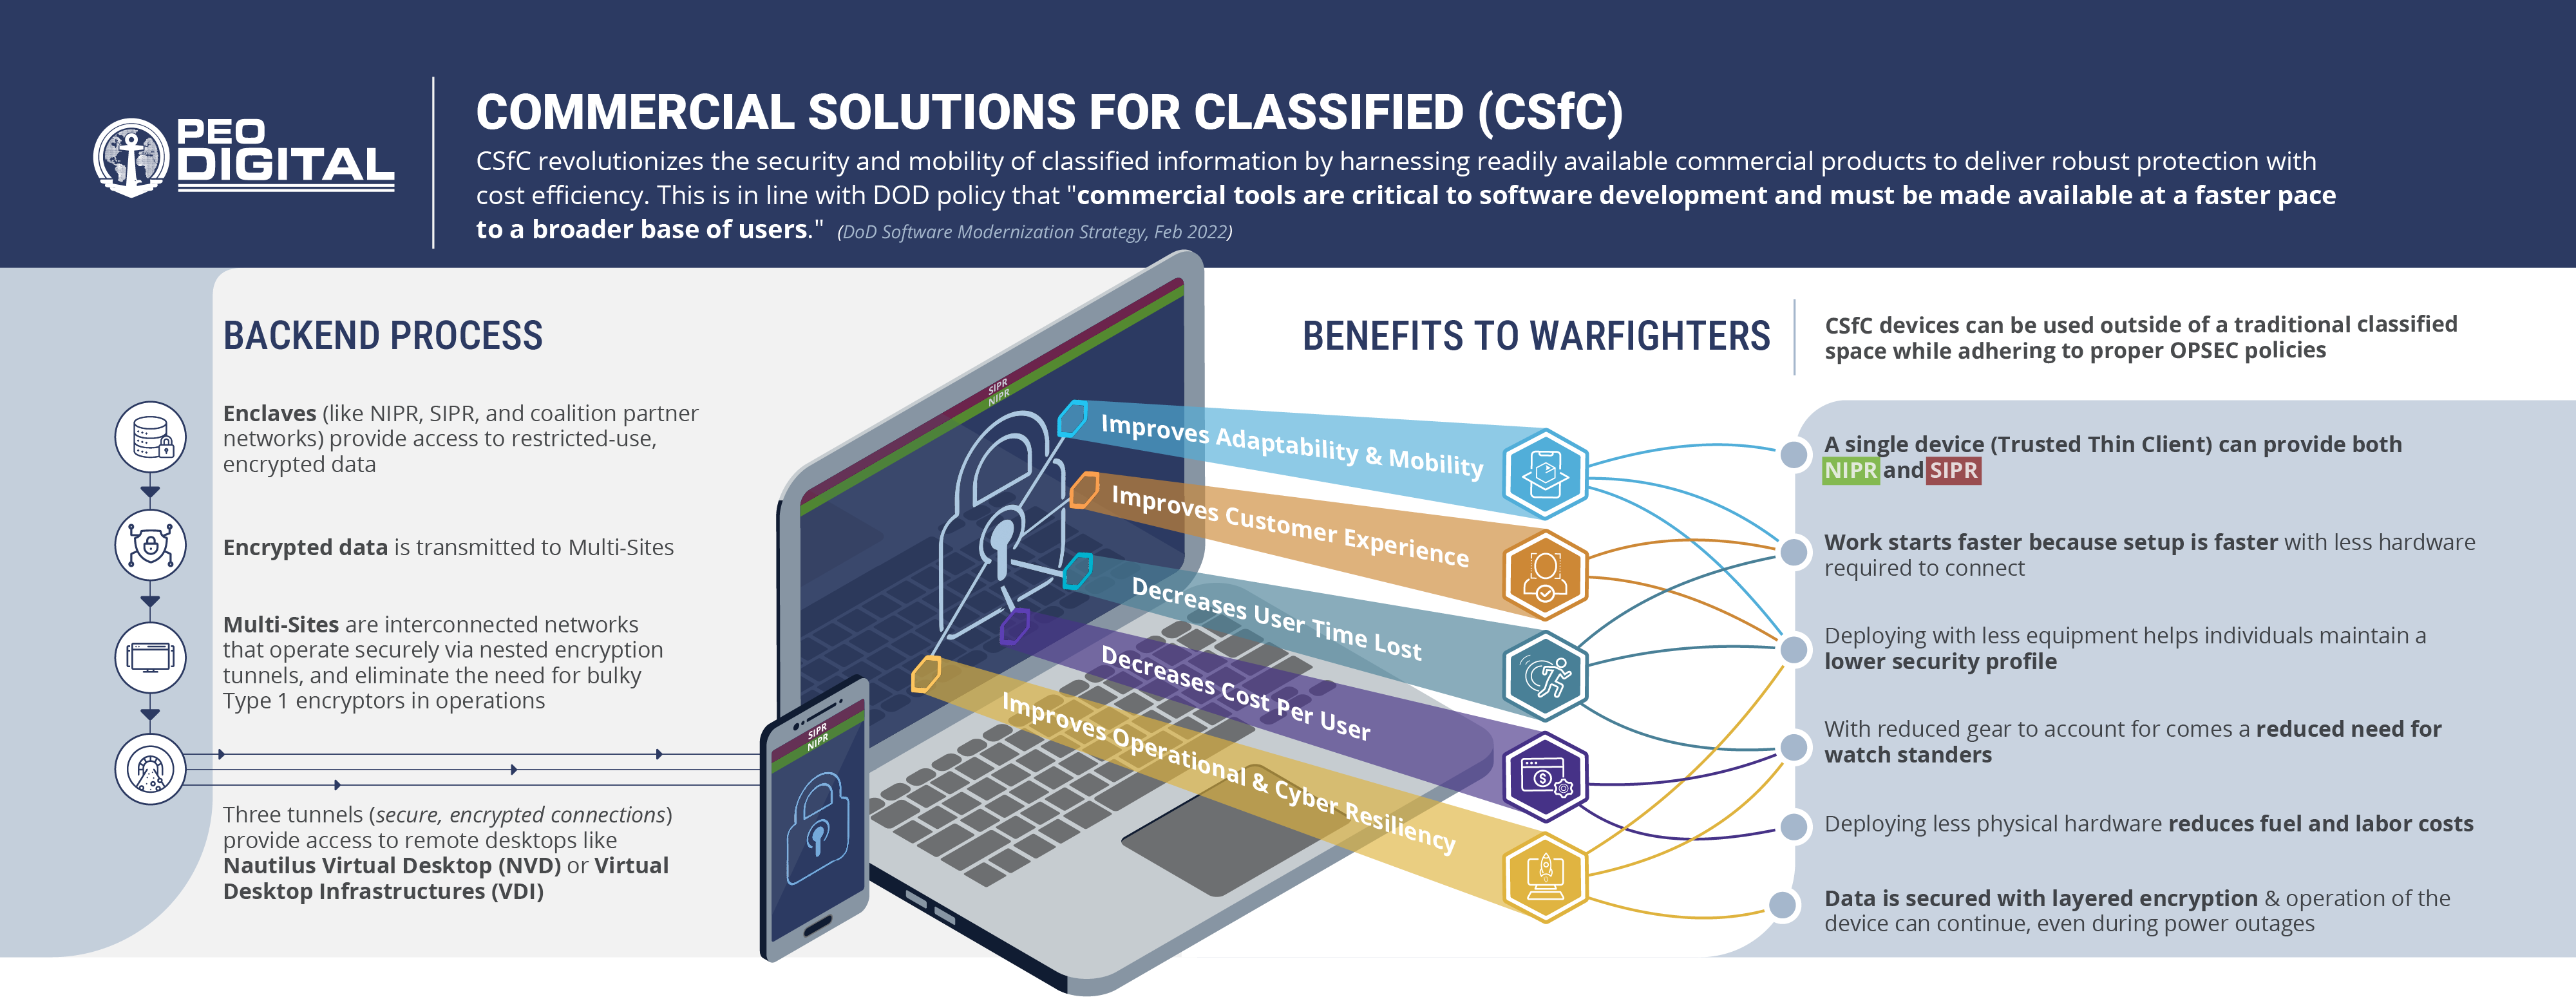 PEO
DIGITAL
COMMERCIAL SOLUTIONS FOR CLASSIFIED (CSfC)
CSfC revolutionizes the security and mobility of classified information by harnessing readily available commercial products to deliver robust protection with
cost efficiency. This is in line with DOD policy that "commercial tools are critical to software development and must be made available at a faster pace
to a broader base of users." (DoD Software Modernization Strategy, Feb 2022)
BACKEND PROCESS
Enclaves (like NIPR, SIPR, and coalition partner
networks) provide access to restricted-use,
encrypted data
Encrypted data is transmitted to Multi-Sites
Multi-Sites are interconnected networks
that operate securely via nested encryption
tunnels, and eliminate the need for bulky
Type 1 encryptors in operations
Three tunnels (secure, encrypted connections)
provide access to remote desktops like
Nautilus Virtual Desktop (NVD) or Virtual
Desktop Infrastructures (VDI)
SIPR
NIPR
SIPR
NIPR
BENEFITS TO WARFIGHTERS
CSfC devices can be used outside of a traditional classified
space while adhering to proper OPSEC policies
Improves Adaptability & Mobility
Improves Customer Experience
Decreases User Time Lost
Decreases Cost Per User
Improves Operational & Cyber Resiliency
A single device (Trusted Thin Client) can provide both
NIPR and SIPR
Work starts faster because setup is faster with less hardware
required to connect
Deploying with less equipment helps individuals maintain a
lower security profile
With reduced gear to account for comes a reduced need for
watch standers
Deploying less physical hardware reduces fuel and labor costs
Data is secured with layered encryption & operation of the
device can continue, even during power outages